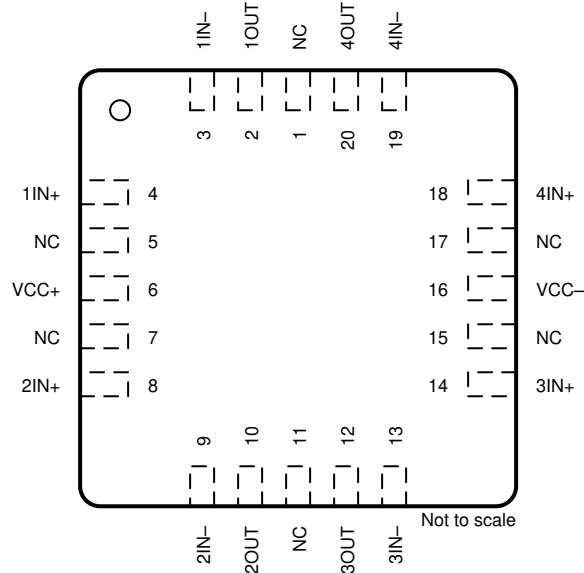 1IN–
1OUT
NC
4OUT
4IN–
3
2
1
20
19
1IN+
4
18
4IN+
NC
5
17
NC
VCC+
6
16
VCC–
NC
7
15
NC
2IN+
8
14
3IN+
9
10
11
12
13
Not to scale
2IN–
2OUT
NC
3OUT
3IN–